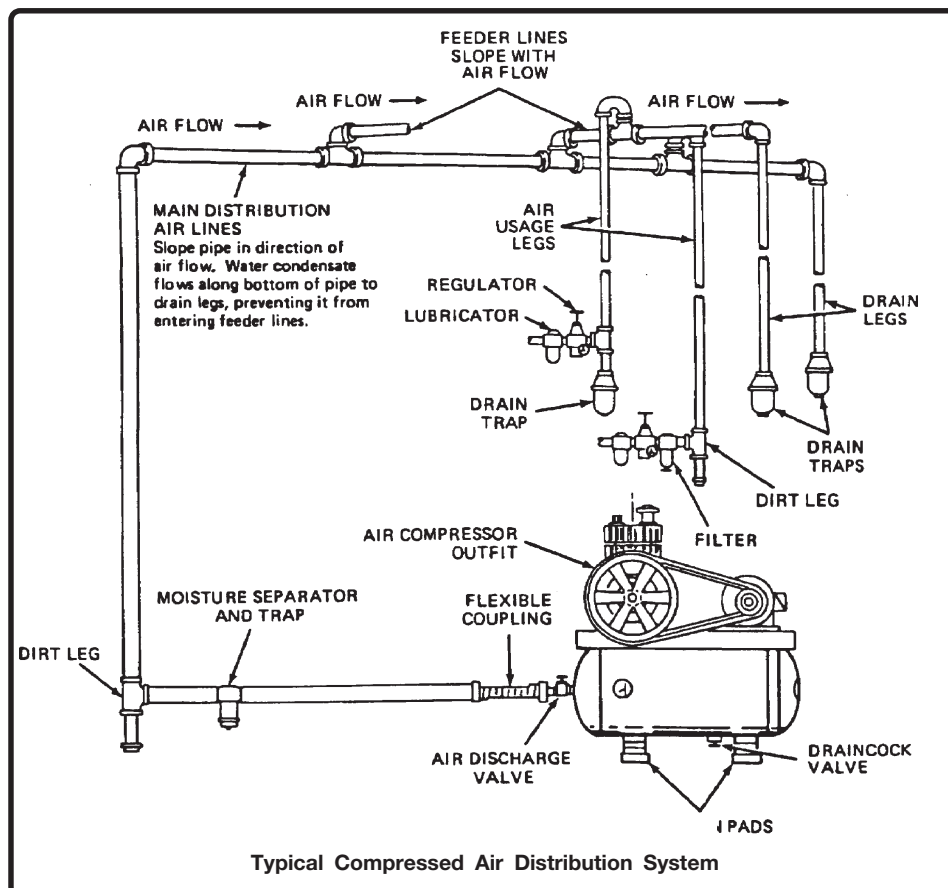 FEEDER LINES
SLOPE WITH
AIR FLOW
AIR FLOW
AIR FLOW
AIR FLOW
MAIN DISTRIBUTION
AIR LINES
Slope pipe in direction of
air flow. Water condensate
flows along bottom of pipe to
drain legs, preventing it from
entering feeder lines.
AIR
USAGE
LEGS
REGULATOR
LUBRICATOR
DRAIN
LEGS
DRAIN
TRAP
DRAIN
TRAPS
DIRT LEG
FILTER
AIR COMPRESSOR
OUTFIT
MOISTURE SEPARATOR
AND TRAP
FLEXIBLE
COUPLING
DIRT LEG
AIR DISCHARGE
VALVE
DRAINCOCK
VALVE
PADS
Typical Compressed Air Distribution System